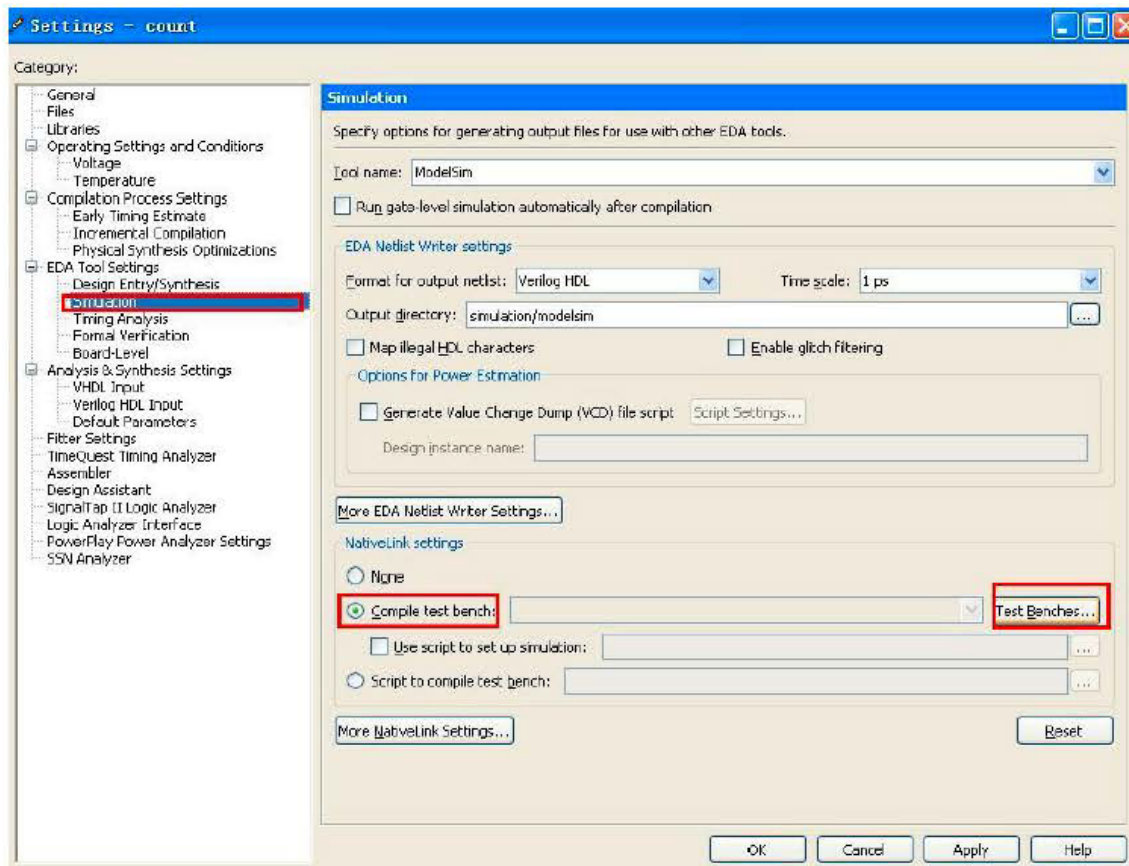 Settings - count
Category:
General
Files
Libraries
Operating Settings and Conditions
Voltage
Temperature
Compilation Process Settings
Early Timing Estimate
Incremental Compilation
Physical Synthesis Optimizations
EDA Tool Settings
Design Entry/Synthesis
Simulation
Timing Analysis
Formal Verification
Board-Level
Analysis & Synthesis Settings
VHDL Input
Verilog HDL Input
Default Parameters
Fitter Settings
TimeQuest Timing Analyzer
Assembler
Design Assistant
SignalTap II Logic Analyzer
Logic Analyzer Interface
PowerPlay Power Analyzer Settings
SSN Analyzer
Simulation
Specify options for generating output files for use with other EDA tools.
Tool name: ModelSim
Run gate-level simulation automatically after compilation
EDA Netlist Writer settings
Format for output netlist: Verilog HDL Time scale: 1 ps
Output directory: simulation/modelsim ...
Map illegal HDL characters Enable glitch filtering
Options for Power Estimation
Generate Value Change Dump (VCD) file script Script Settings...
Design instance name:
More EDA Netlist Writer Settings...
NativeLink settings
None
Compile test bench: Test Benches...
Use script to set up simulation: ...
Script to compile test bench: ...
More NativeLink Settings... Reset
OK Cancel Apply Help